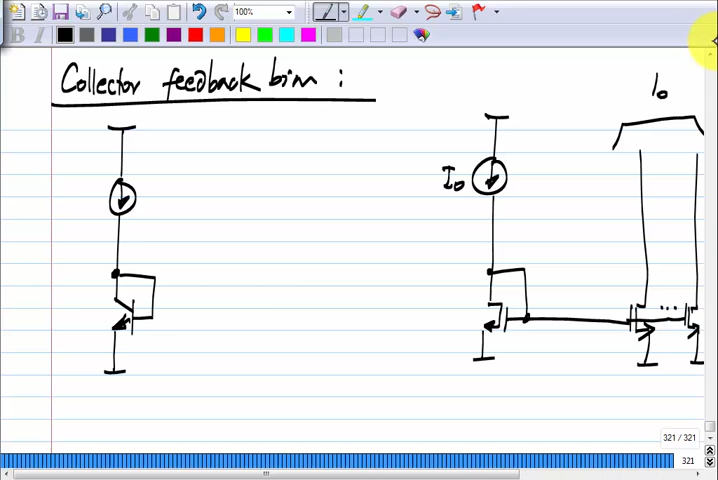 100%
B I
Collector feedback bias :
I₀
I₀
...
321 / 321
321